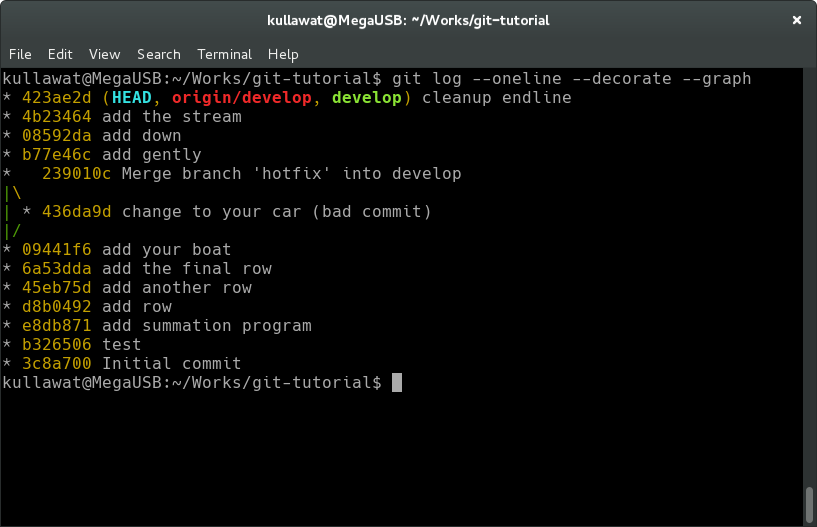 kullawat@MegaUSB: ~/Works/git-tutorial ×
File Edit View Search Terminal Help
kullawat@MegaUSB:~/Works/git-tutorial$ git log --oneline --decorate --graph
* 423ae2d (HEAD, origin/develop, develop) cleanup endline
* 4b23464 add the stream
* 08592da add down
* b77e46c add gently
*   239010c Merge branch 'hotfix' into develop
|\
| * 436da9d change to your car (bad commit)
|/
* 09441f6 add your boat
* 6a53dda add the final row
* 45eb75d add another row
* d8b0492 add row
* e8db871 add summation program
* b326506 test
* 3c8a700 Initial commit
kullawat@MegaUSB:~/Works/git-tutorial$